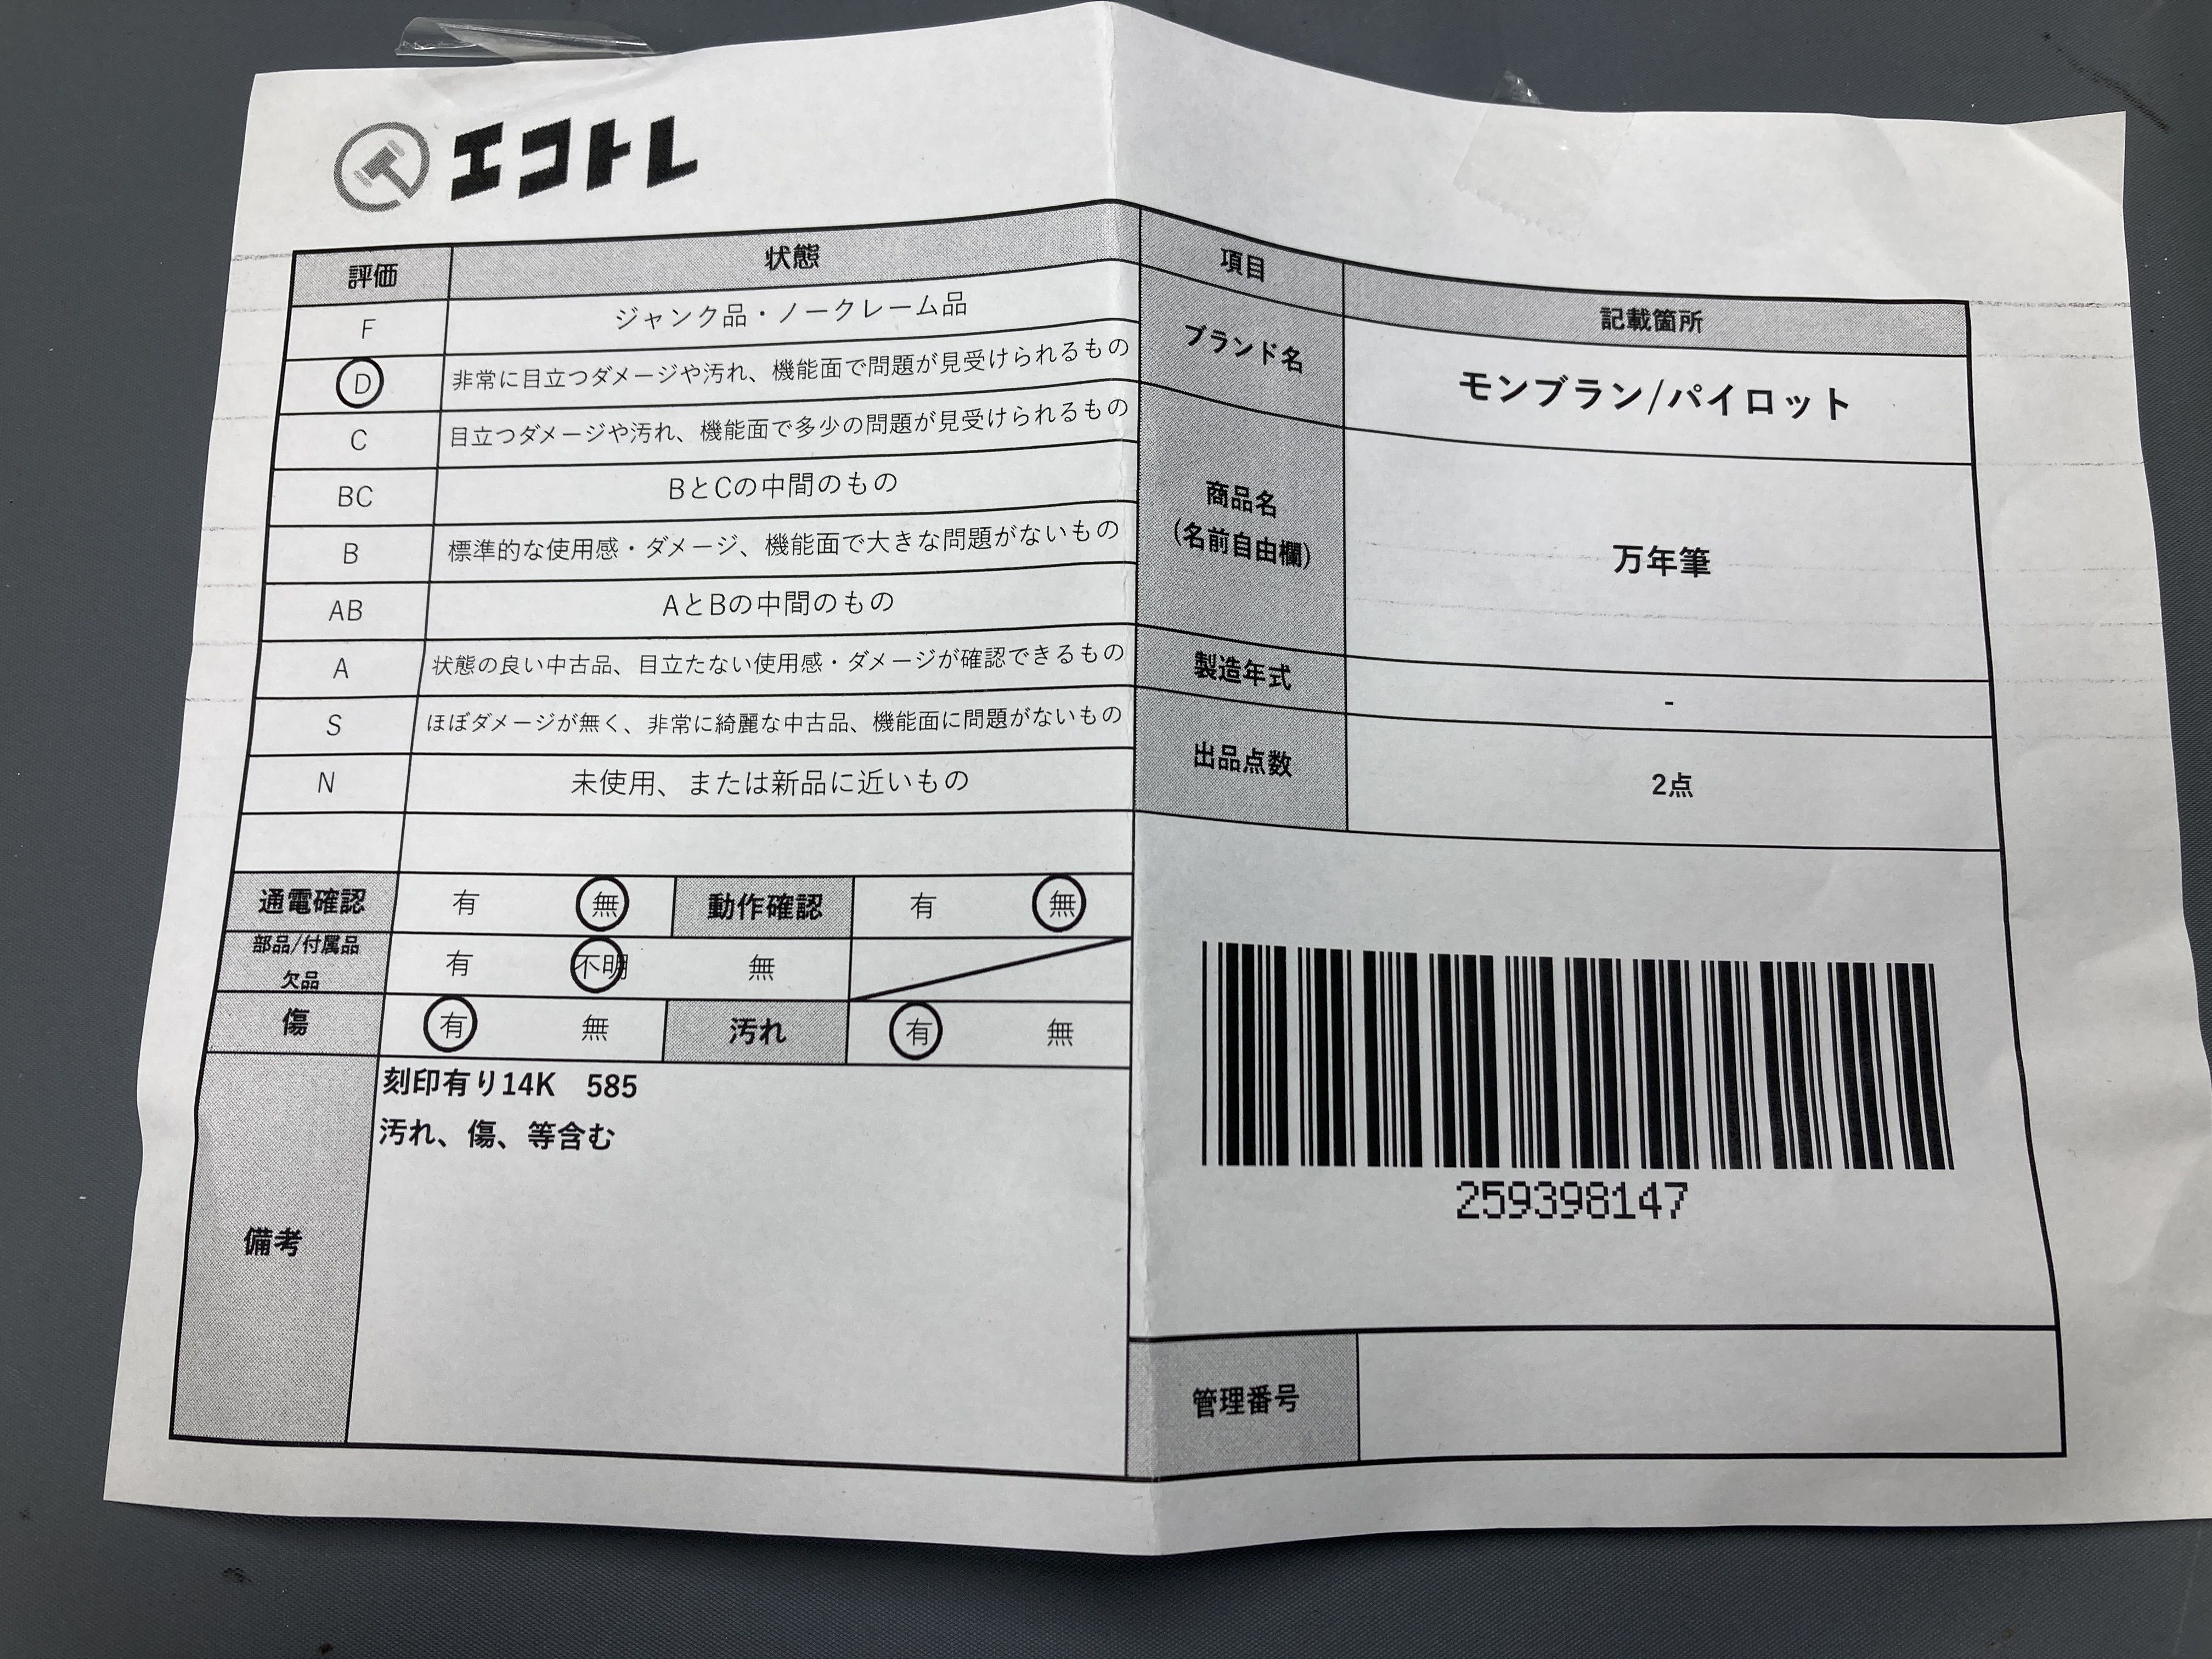 エコトレ
評価 状態
F ジャンク品・ノークレーム品
D 非常に目立つダメージや汚れ、機能面で問題が見受けられるもの
C 目立つダメージや汚れ、機能面で多少の問題が見受けられるもの
BC BとCの中間のもの
B 標準的な使用感・ダメージ、機能面で大きな問題がないもの
AB AとBの中間のもの
A 状態の良い中古品、目立たない使用感・ダメージが確認できるもの
S ほぼダメージが無く、非常に綺麗な中古品、機能面に問題がないもの
N 未使用、または新品に近いもの
通電確認 有 無 動作確認 有 無
部品/付属品
欠品 有 不明 無
傷 有 無 汚れ 有 無
備考
刻印有り14K 585
汚れ、傷、等含む
項目 記載箇所
ブランド名 モンブラン/パイロット
商品名
(名前自由欄) 万年筆
製造年式 -
出品点数 2点
259398147
管理番号